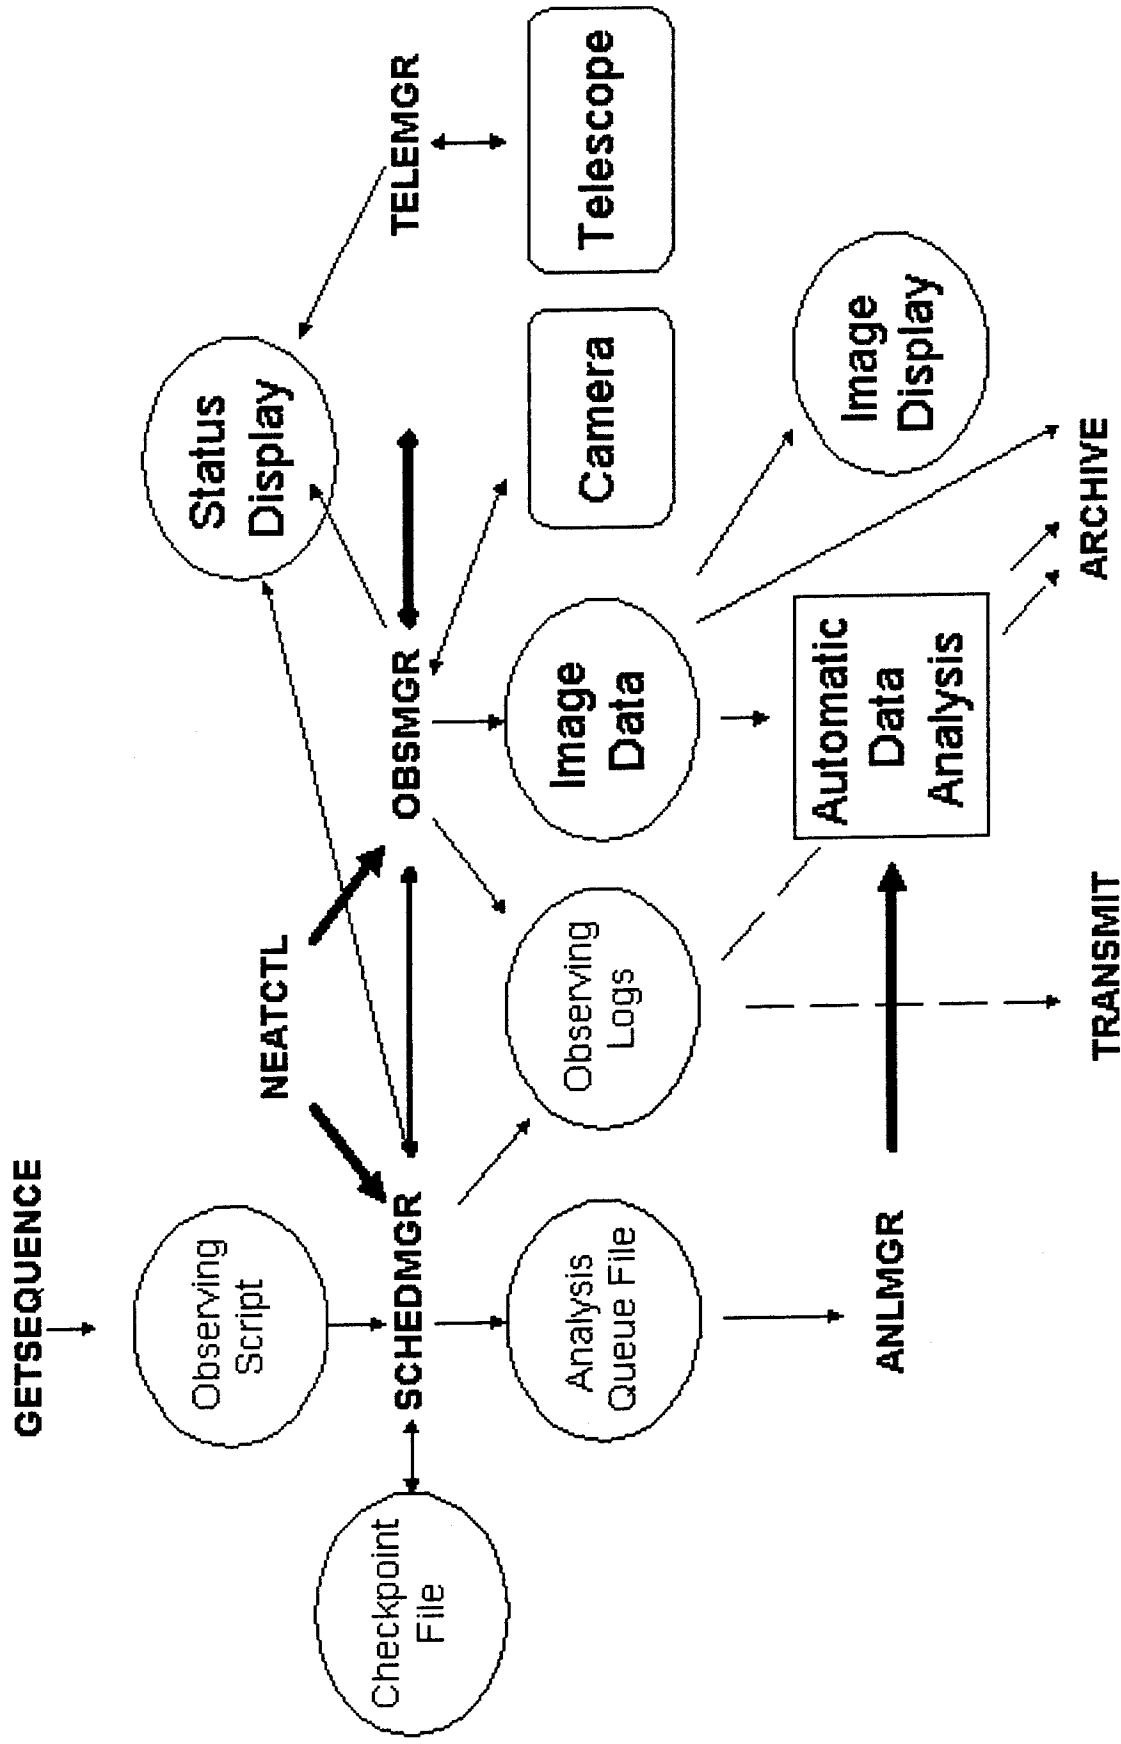 GETSEQUENCE
Observing
Script
NEATCTL
Status
Display
Checkpoint
File
SCHEDMGR
OBSMGR
TELEMGR
Analysis
Queue File
Observing
Logs
Image
Data
Camera
Telescope
ANLMGR
Automatic
Data
Analysis
Image
Display
TRANSMIT
ARCHIVE